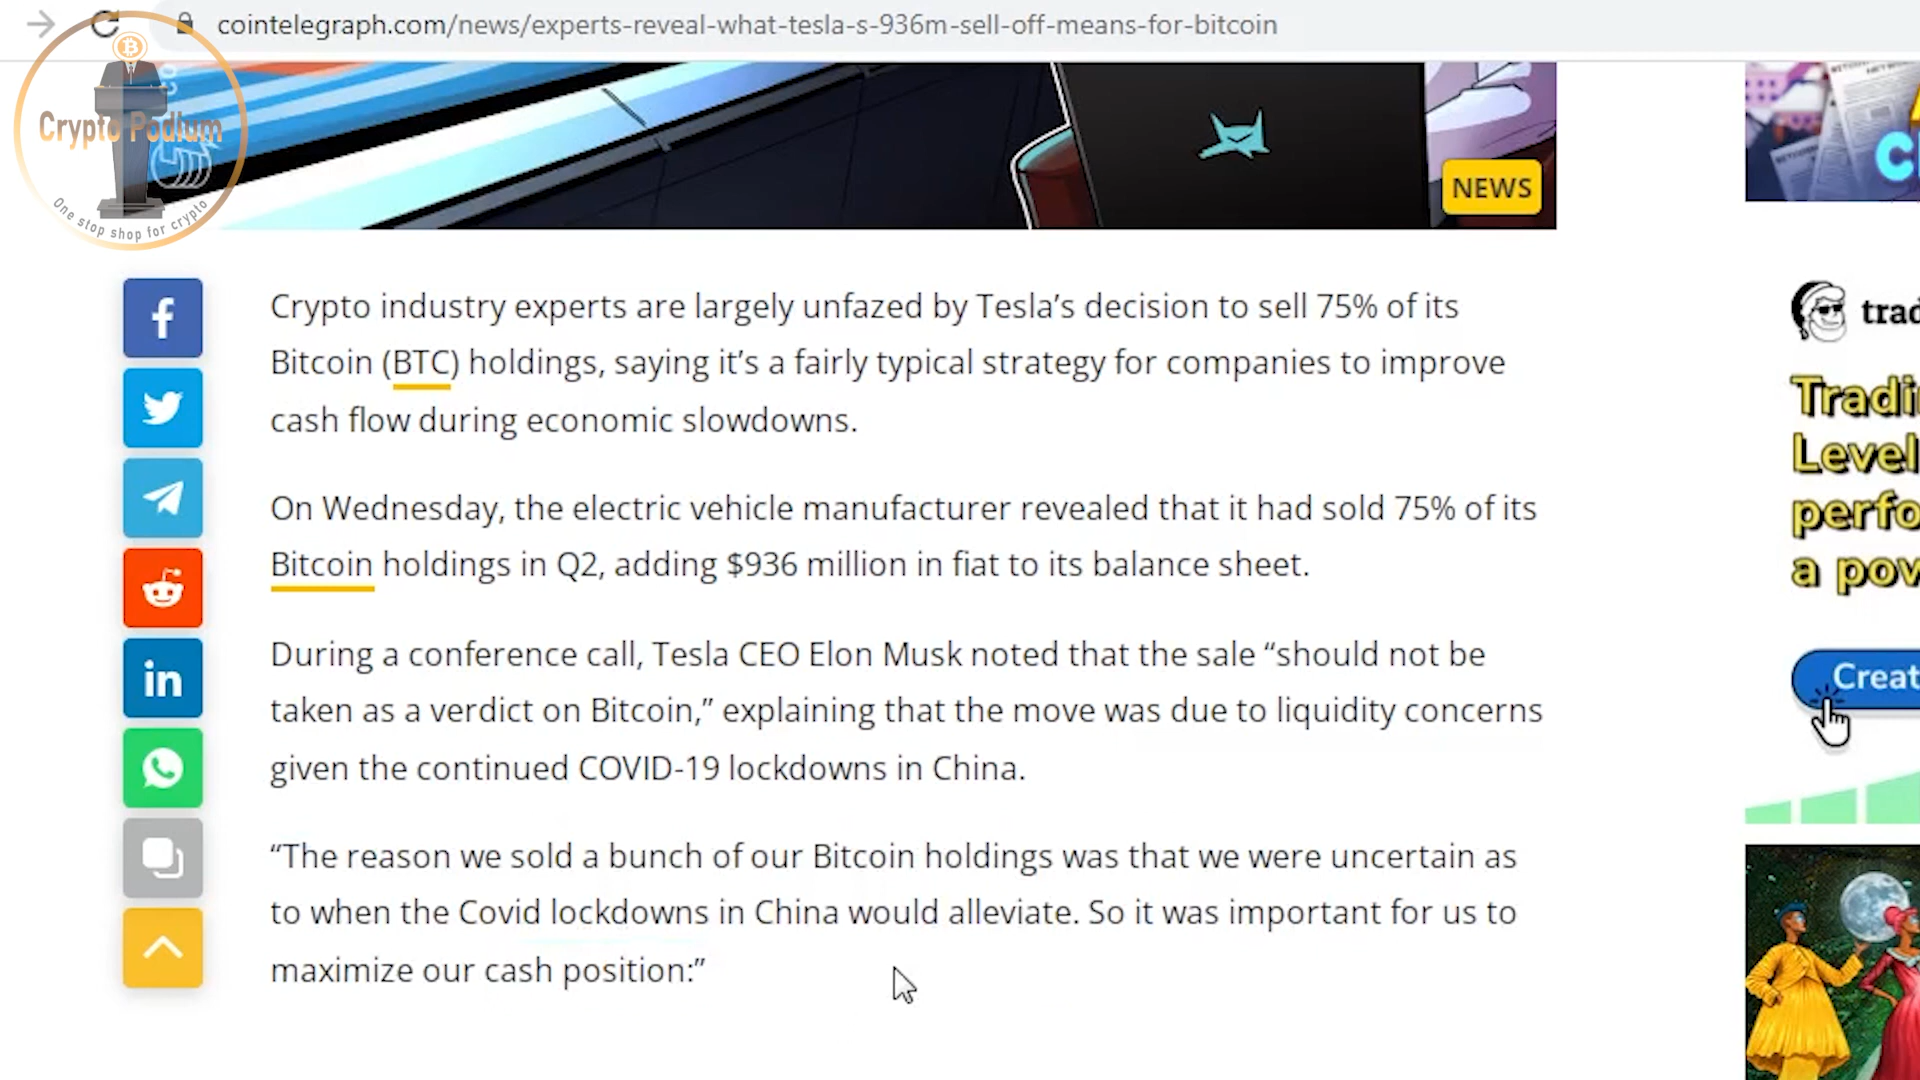 cointelegraph.com/news/experts-reveal-what-tesla-s-936m-sell-off-means-for-bitcoin
Crypto Podium
One stop shop for crypto
NEWS
Crypto industry experts are largely unfazed by Tesla’s decision to sell 75% of its
Bitcoin (BTC) holdings, saying it’s a fairly typical strategy for companies to improve
cash flow during economic slowdowns.
On Wednesday, the electric vehicle manufacturer revealed that it had sold 75% of its
Bitcoin holdings in Q2, adding $936 million in fiat to its balance sheet.
During a conference call, Tesla CEO Elon Musk noted that the sale “should not be
taken as a verdict on Bitcoin,” explaining that the move was due to liquidity concerns
given the continued COVID-19 lockdowns in China.
“The reason we sold a bunch of our Bitcoin holdings was that we were uncertain as
to when the Covid lockdowns in China would alleviate. So it was important for us to
maximize our cash position:”
trad
Tradi
Level
perfo
a pow
Creat